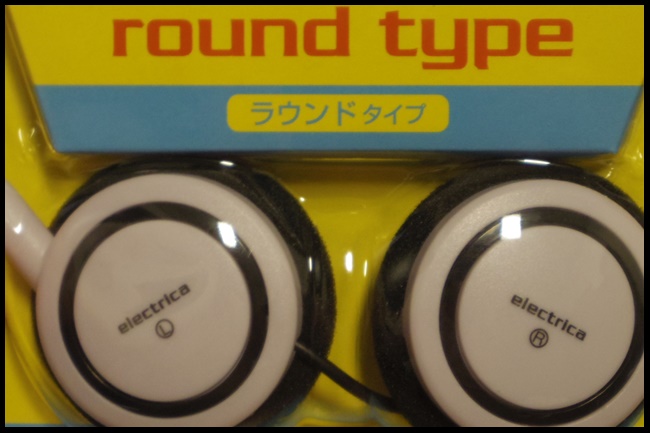 round type
ラウンドタイプ
electrica
L
electrica
R